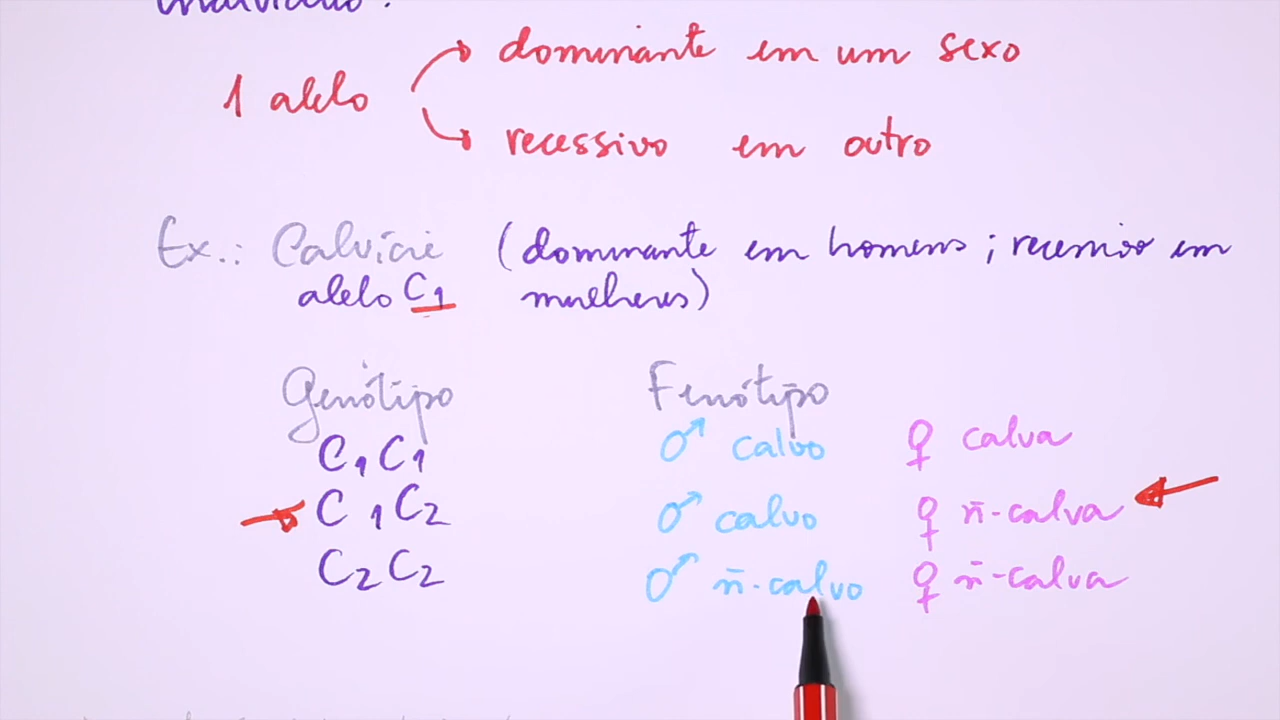 indivíduo.
dominante em um sexo
1 alelo
recessivo em outro
Ex.: Calvície (dominante em homens; recessivo em
alelo C1 mulheres)
Genótipo Fenótipo
C1C1 ♂ calvo ♀ calva
C1C2 ♂ calvo ♀ ñ-calva
C2C2 ♂ ñ-calvo ♀ ñ-calva